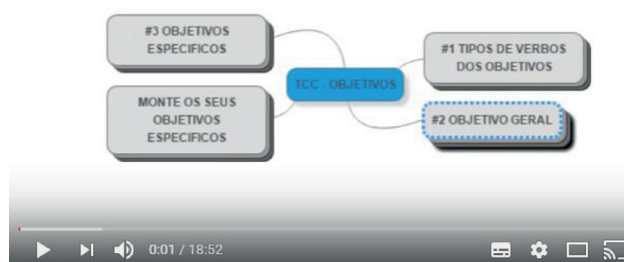 #3 OBJETIVOS
ESPECIFICOS
#1 TIPOS DE VERBOS
DOS OBJETIVOS
TCC - OBJETIVOS
MONTE OS SEUS
OBJETIVOS
ESPECIFICOS
#2 OBJETIVO GERAL
0:01 / 18:52